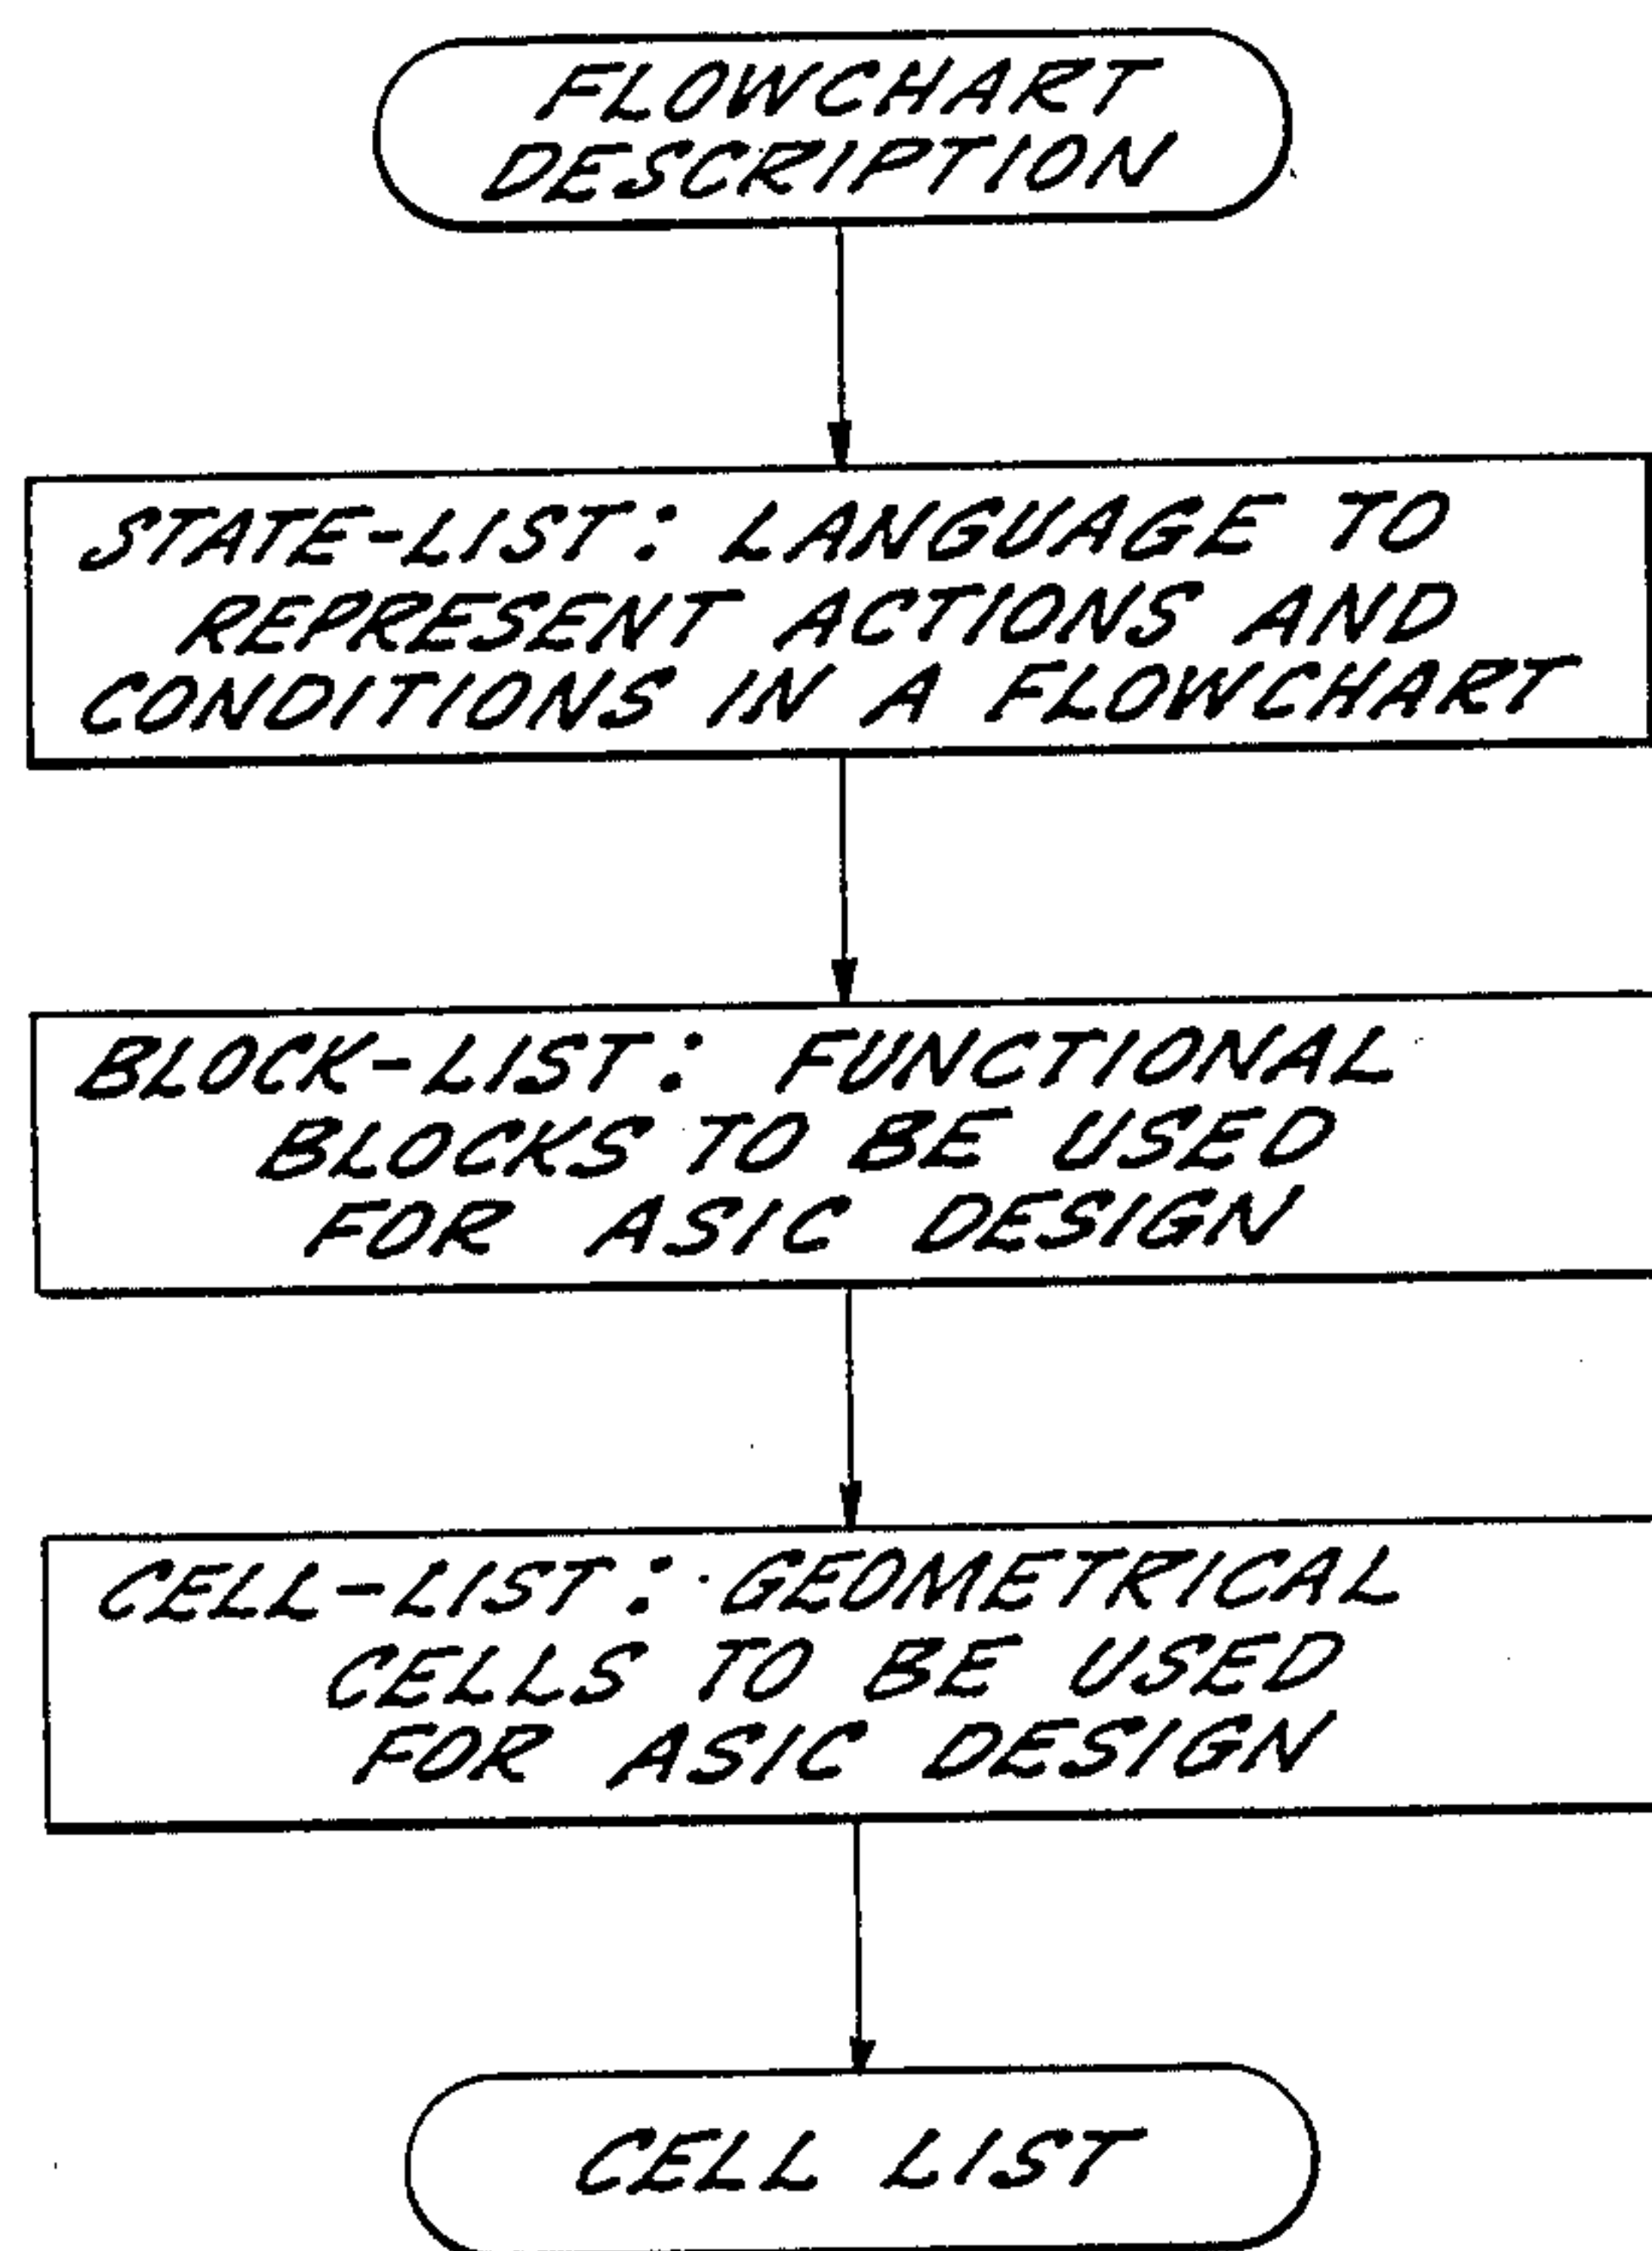 FLOWCHART
DESCRIPTION
STATE-LIST: LANGUAGE TO
REPRESENT ACTIONS AND
CONDITIONS IN A FLOWCHART
BLOCK-LIST: FUNCTIONAL
BLOCKS TO BE USED
FOR ASIC DESIGN
CELL-LIST: GEOMETRICAL
CELLS TO BE USED
FOR ASIC DESIGN
CELL LIST